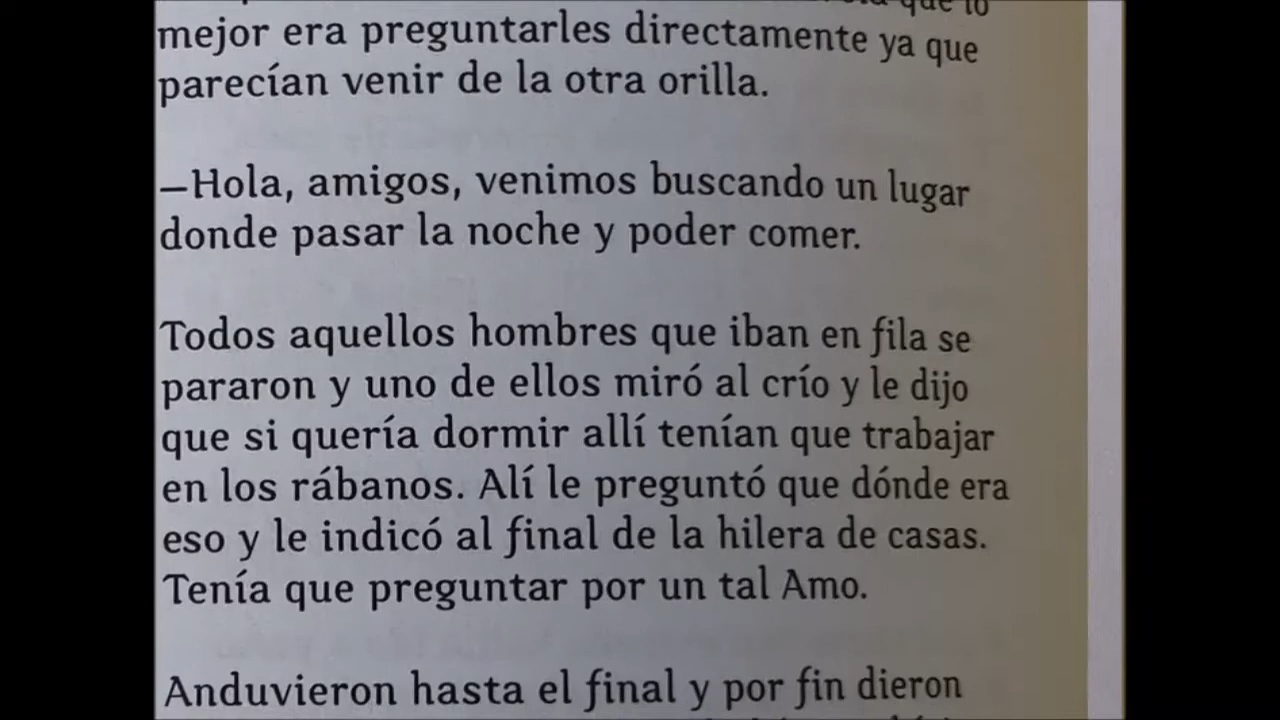 que lo
mejor era preguntarles directamente ya que
parecían venir de la otra orilla.
—Hola, amigos, venimos buscando un lugar
donde pasar la noche y poder comer.
Todos aquellos hombres que iban en fila se
pararon y uno de ellos miró al crío y le dijo
que si quería dormir allí tenían que trabajar
en los rábanos. Alí le preguntó que dónde era
eso y le indicó al final de la hilera de casas.
Tenía que preguntar por un tal Amo.
Anduvieron hasta el final y por fin dieron